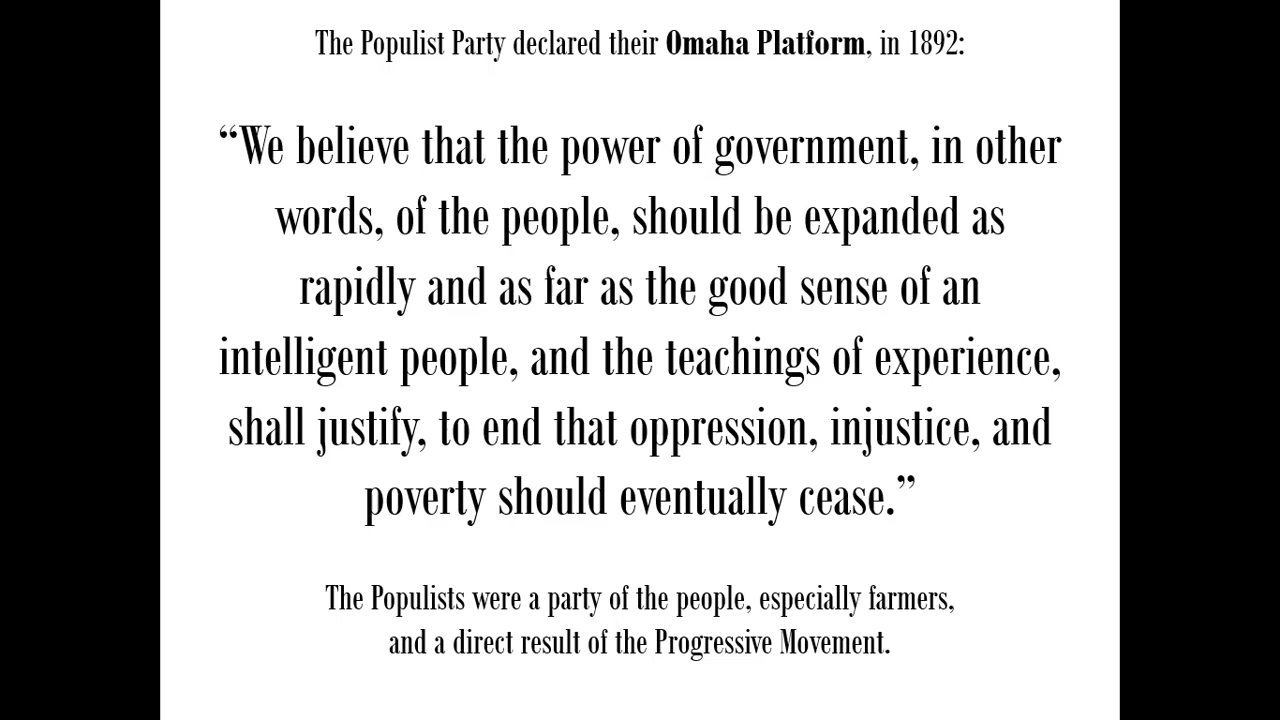 The Populist Party declared their Omaha Platform, in 1892:
“We believe that the power of government, in other
words, of the people, should be expanded as
rapidly and as far as the good sense of an
intelligent people, and the teachings of experience,
shall justify, to end that oppression, injustice, and
poverty should eventually cease.”
The Populists were a party of the people, especially farmers,
and a direct result of the Progressive Movement.